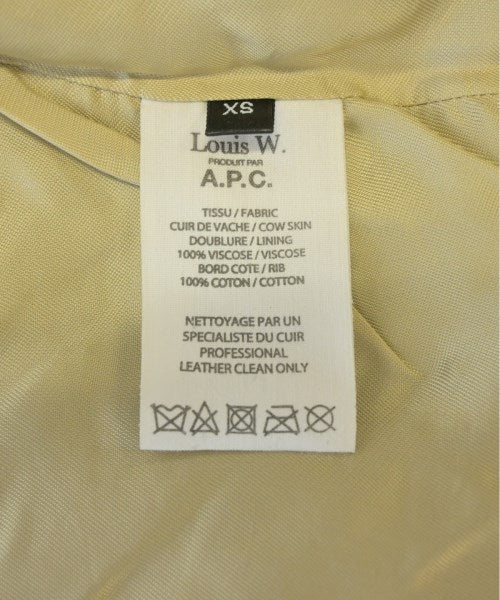 XS
Louis W.
PRODUIT PAR
A.P.C.
TISSU / FABRIC
CUIR DE VACHE / COW SKIN
DOUBLURE / LINING
100% VISCOSE / VISCOSE
BORD COTE / RIB
100% COTON / COTTON
NETTOYAGE PAR UN
SPECIALISTE DU CUIR
PROFESSIONAL
LEATHER CLEAN ONLY